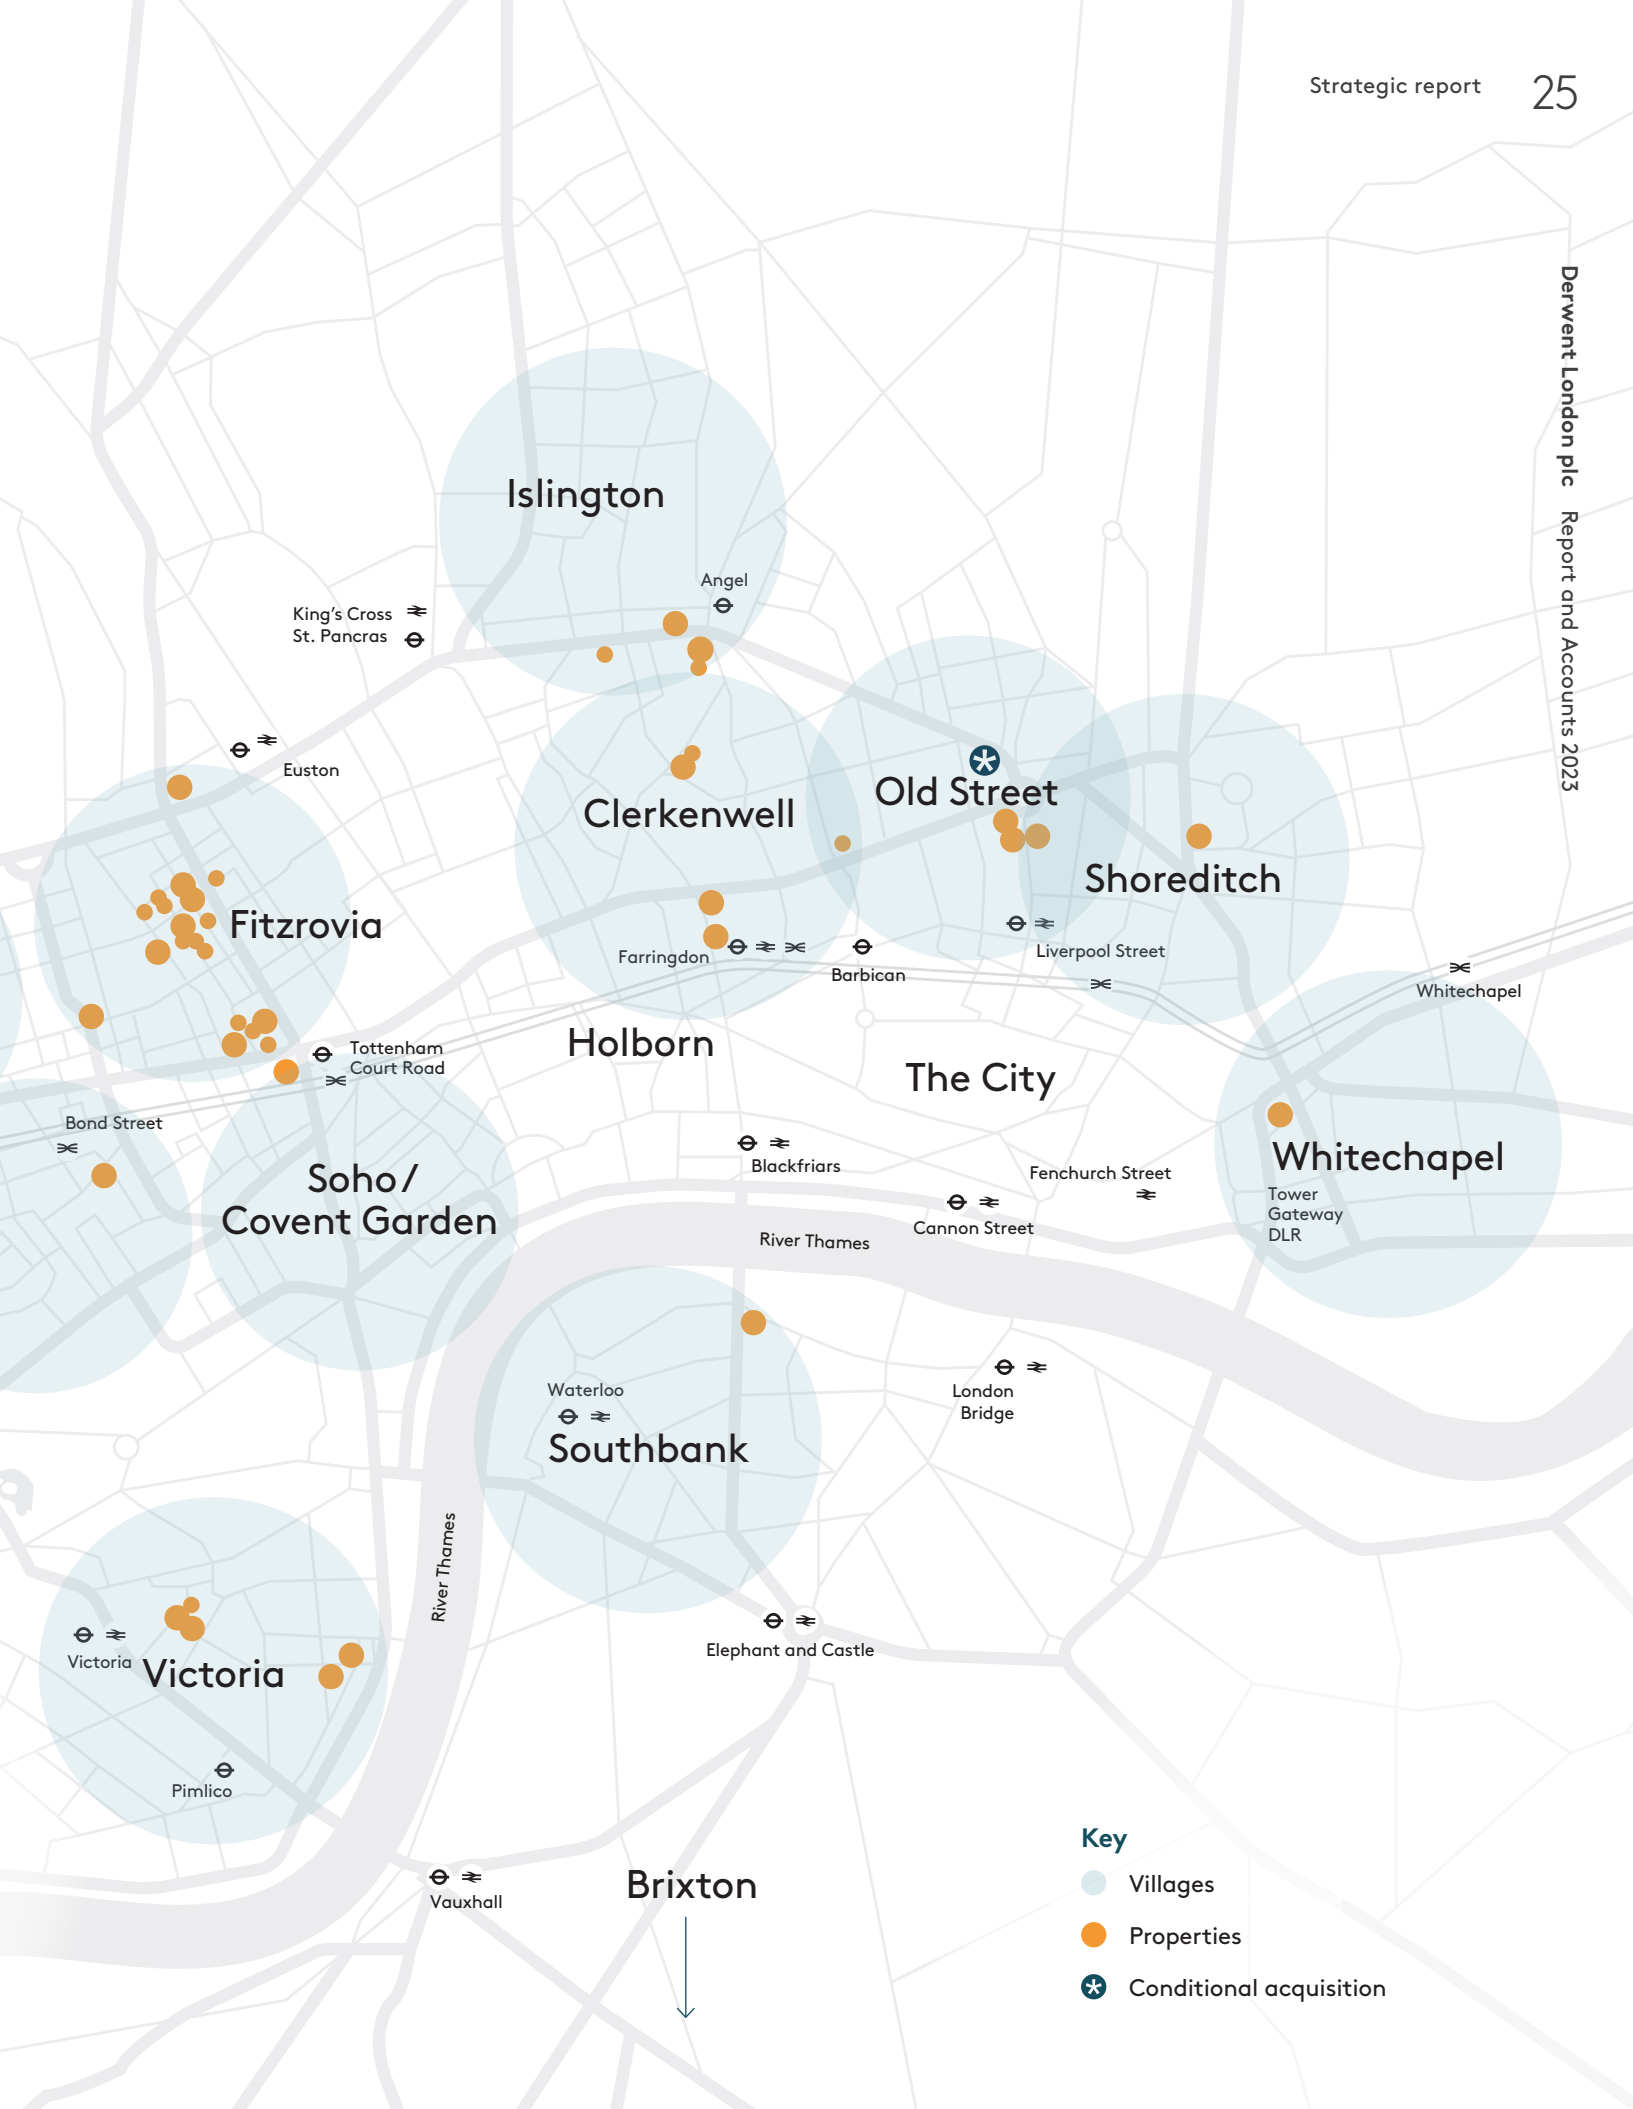 Strategic report 25
Derwent London plc Report and Accounts 2023
Islington
Angel
King's Cross
St. Pancras
Euston
Old Street
Clerkenwell
Shoreditch
Fitzrovia
Farringdon
Liverpool Street
Barbican
Whitechapel
Holborn
Tottenham
Court Road
The City
Bond Street
Blackfriars
Whitechapel
Fenchurch Street
Soho/
Covent Garden
Tower
Gateway
DLR
Cannon Street
River Thames
Waterloo
London
Bridge
Southbank
River Thames
Elephant and Castle
Victoria
Victoria
Pimlico
Vauxhall
Brixton
Key
Villages
Properties
Conditional acquisition